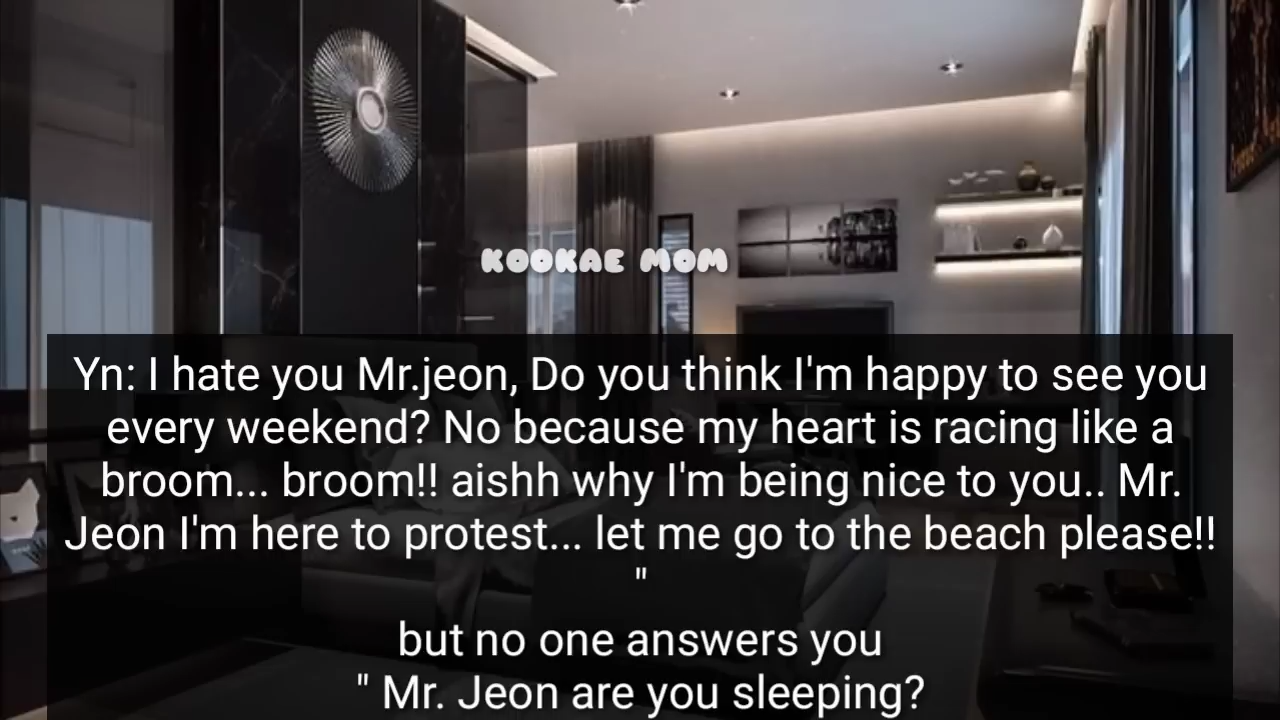 KOOKAE MOM
Yn: I hate you Mr.jeon, Do you think I'm happy to see you
every weekend? No because my heart is racing like a
broom... broom!! aishh why I'm being nice to you.. Mr.
Jeon I'm here to protest... let me go to the beach please!!
"
but no one answers you
" Mr. Jeon are you sleeping?